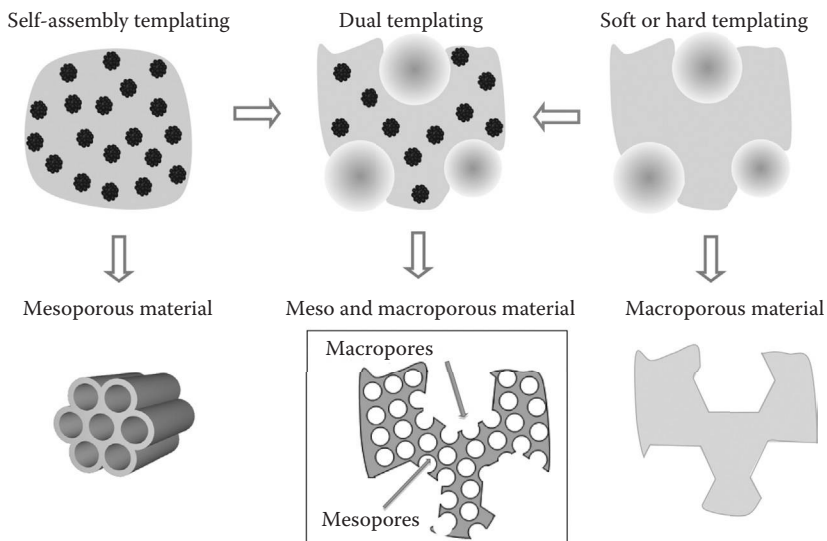 Self-assembly templating
Dual templating
Soft or hard templating
Mesoporous material
Meso and macroporous material
Macroporous material
Macropores
Mesopores